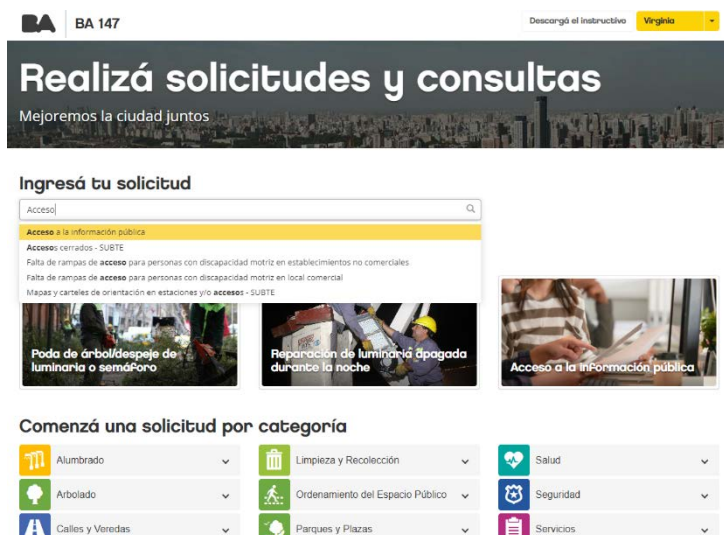 BA BA 147
Descargá el instructivo
Virginia
Realizá solicitudes y consultas
Mejoremos la ciudad juntos
Ingresá tu solicitud
Acceso
Acceso a la información pública
Accesos cerrados - SUBTE
Falta de rampas de acceso para personas con discapacidad motriz en establecimientos no comerciales
Falta de rampas de acceso para personas con discapacidad motriz en local comercial
Mapas y carteles de orientación en estaciones y/o accesos - SUBTE
Poda de árbol/despeje de
luminaria o semáforo
Reparación de luminaria apagada
durante la noche
Acceso a la información pública
Comenzá una solicitud por categoría
Alumbrado
Limpieza y Recolección
Salud
Arbolado
Ordenamiento del Espacio Público
Seguridad
Calles y Veredas
Parques y Plazas
Servicios